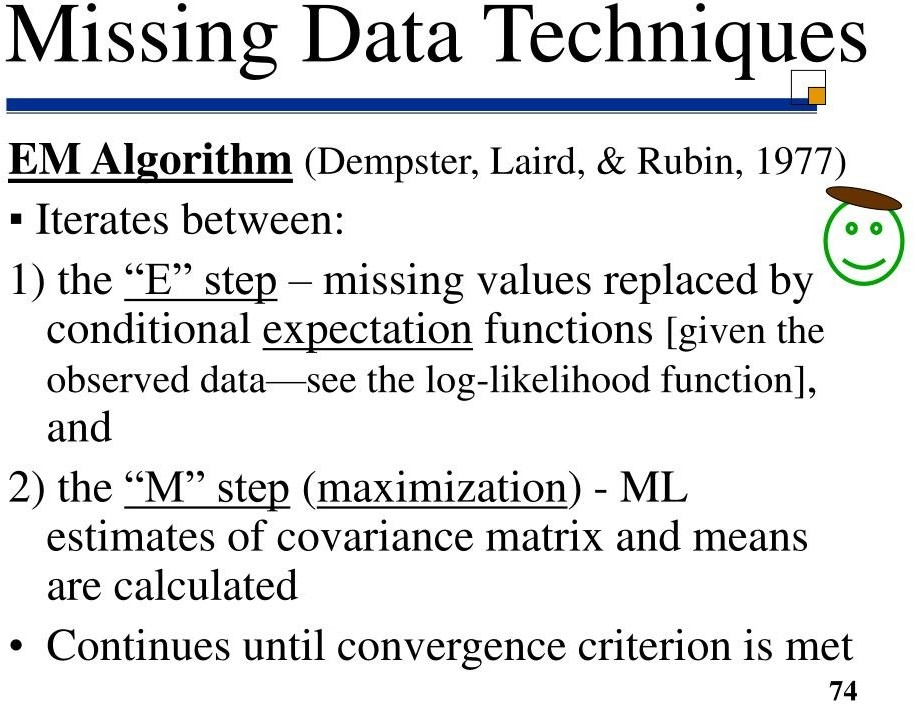 Missing Data Techniques
EM Algorithm (Dempster, Laird, & Rubin, 1977)
▪ Iterates between:
1) the “E” step – missing values replaced by
conditional expectation functions [given the
observed data—see the log-likelihood function],
and
2) the “M” step (maximization) - ML
estimates of covariance matrix and means
are calculated
• Continues until convergence criterion is met
74